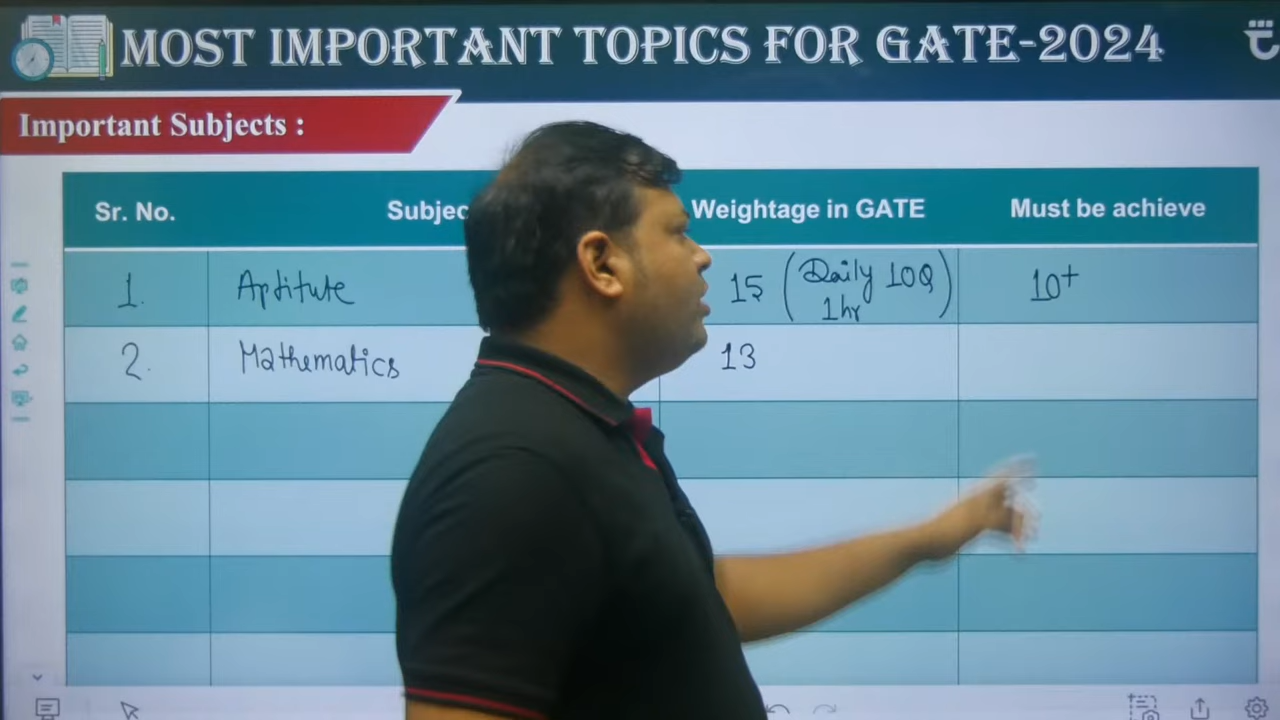 MOST IMPORTANT TOPICS FOR GATE-2024
Important Subjects :
Sr. No. Subjec Weightage in GATE Must be achieve
1. Aptitute 15 (Daily 10Q 1hr) 10+
2. Mathematics 13